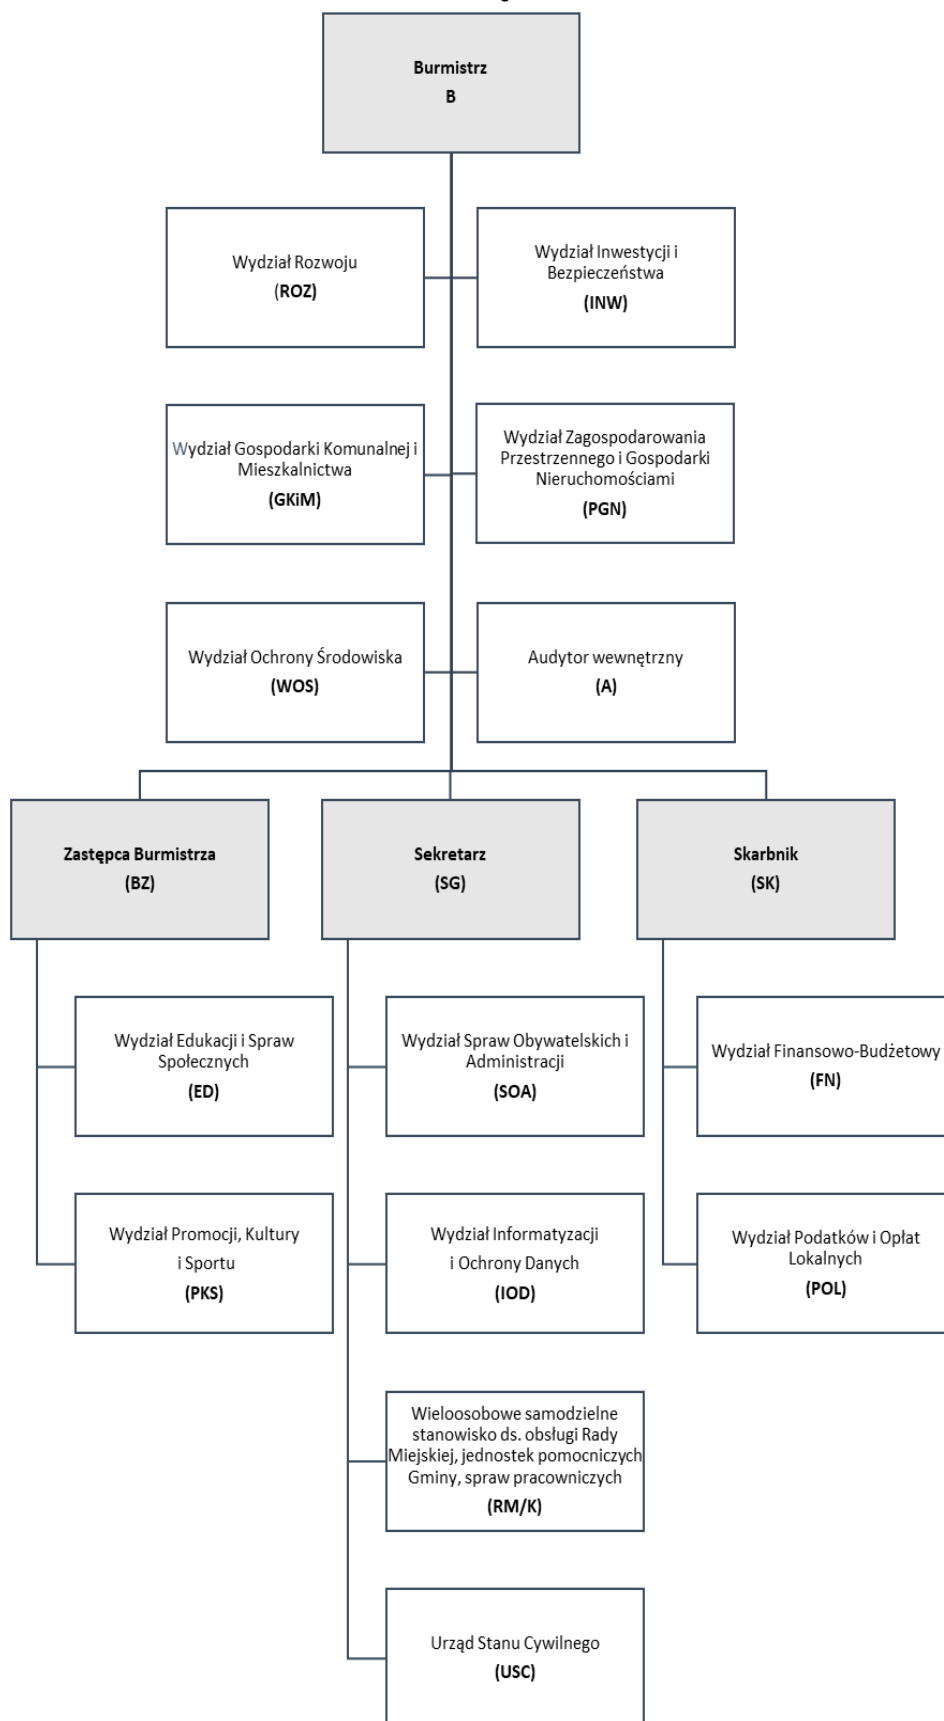 Burmistrz
B
Wydział Rozwoju
(ROZ)
Wydział Inwestycji i
Bezpieczeństwa
(INW)
Wydział Gospodarki Komunalnej i
Mieszkalnictwa
(GKiM)
Wydział Zagospodarowania
Przestrzennego i Gospodarki
Nieruchomościami
(PGN)
Wydział Ochrony Środowiska
(WOS)
Audytor wewnętrzny
(A)
Zastępca Burmistrza
(BZ)
Sekretarz
(SG)
Skarbnik
(SK)
Wydział Edukacji i Spraw
Społecznych
(ED)
Wydział Spraw Obywatelskich i
Administracji
(SOA)
Wydział Finansowo-Budżetowy
(FN)
Wydział Promocji, Kultury
i Sportu
(PKS)
Wydział Informatyzacji
i Ochrony Danych
(IOD)
Wydział Podatków i Opłat
Lokalnych
(POL)
Wieloosobowe samodzielne
stanowisko ds. obsługi Rady
Miejskiej, jednostek pomocniczych
Gminy, spraw pracowniczych
(RM/K)
Urząd Stanu Cywilnego
(USC)